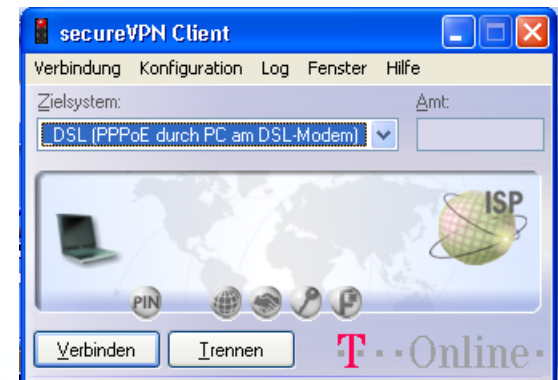 secureVPN Client
Verbindung Konfiguration Log Fenster Hilfe
Zielsystem: Amt:
DSL (PPPoE durch PC am DSL-Modem)
ISP
PIN
Verbinden Trennen T··Online·